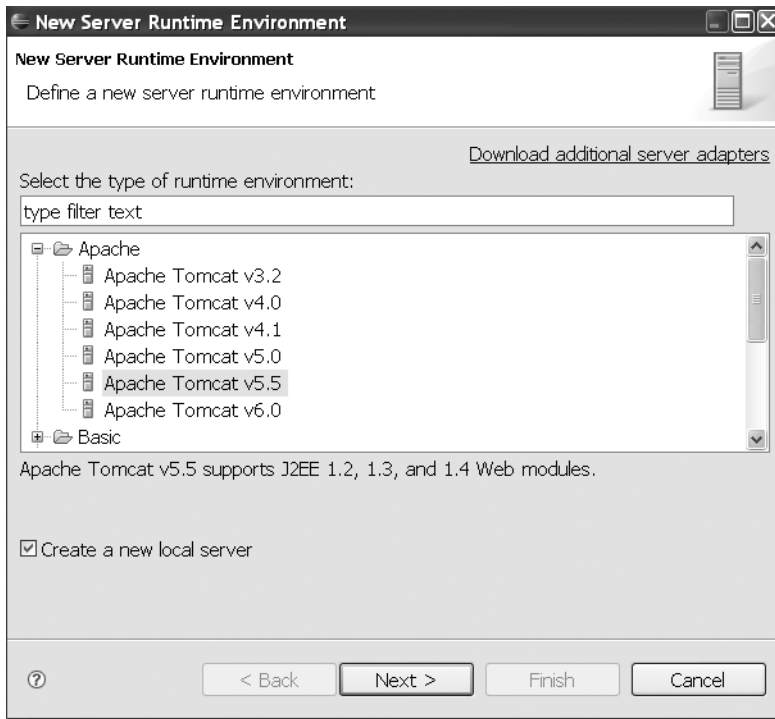 New Server Runtime Environment
New Server Runtime Environment
Define a new server runtime environment
Download additional server adapters
Select the type of runtime environment:
type filter text
Apache
Apache Tomcat v3.2
Apache Tomcat v4.0
Apache Tomcat v4.1
Apache Tomcat v5.0
Apache Tomcat v5.5
Apache Tomcat v6.0
Basic
Apache Tomcat v5.5 supports J2EE 1.2, 1.3, and 1.4 Web modules.
Create a new local server
? < Back Next > Finish Cancel